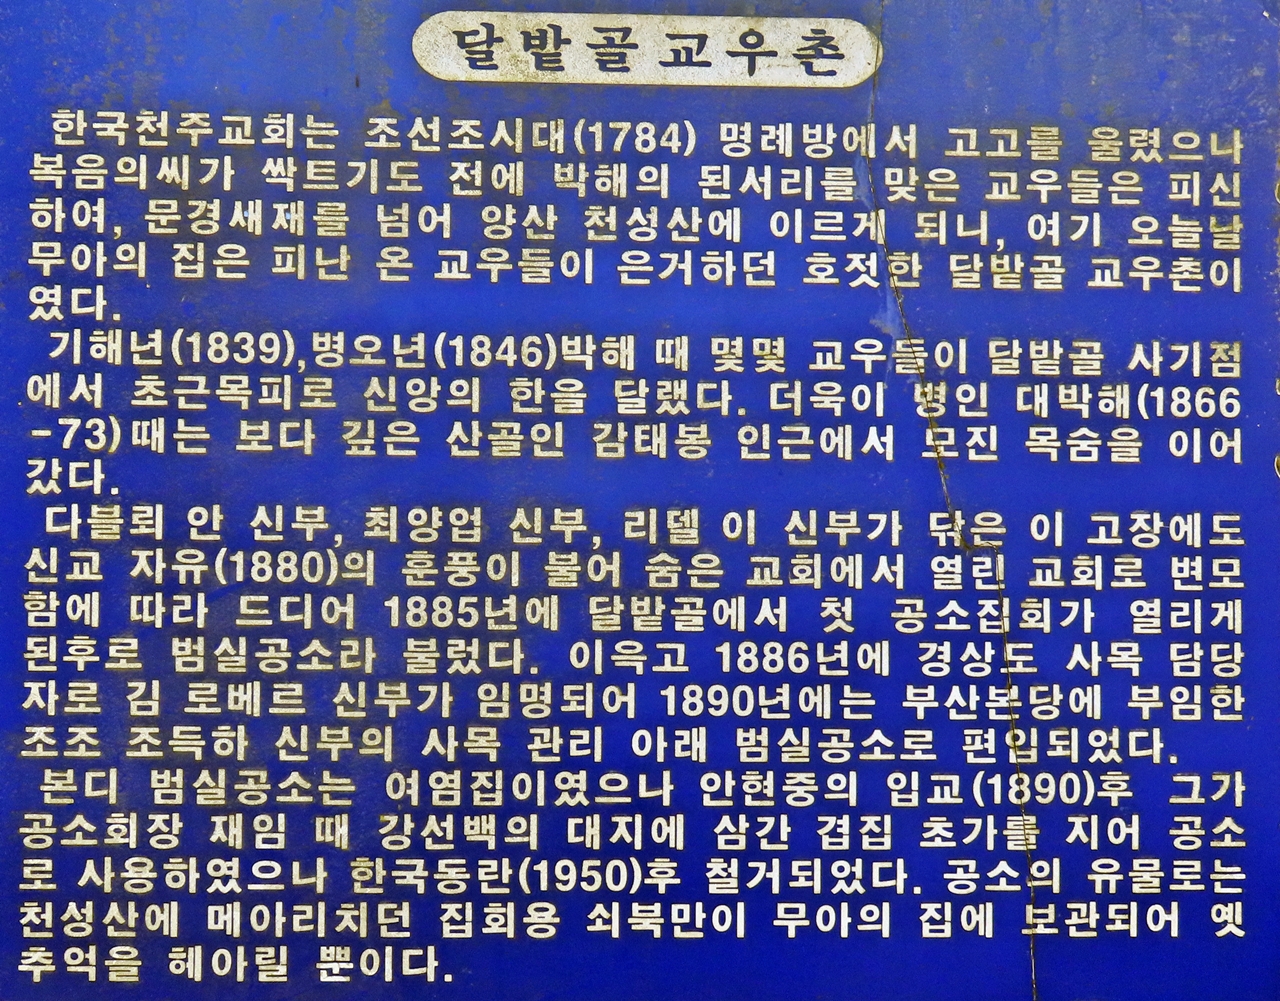 달밭골교우촌
한국천주교회는 조선조시대(1784) 명례방에서 고고를 울렸으나
복음의씨가 싹트기도 전에 박해의 된서리를 맞은 교우들은 피신
하여, 문경새재를 넘어 양산 천성산에 이르게 되니, 여기 오늘날
무아의 집은 피난 온 교우들이 은거하던 호젓한 달밭골 교우촌이
였다.
기해년(1839),병오년(1846)박해 때 몇몇 교우들이 달밭골 사기점
에서 초근목피로 신앙의 한을 달랬다. 더욱이 병인 대박해(1866
-73)때는 보다 깊은 산골인 감태봉 인근에서 모진 목숨을 이어
갔다.
다블뢰 안 신부, 최양업 신부, 리델 이 신부가 닦은 이 고장에도
신교 자유(1880)의 훈풍이 불어 숨은 교회에서 열린 교회로 변모
함에 따라 드디어 1885년에 달밭골에서 첫 공소집회가 열리게
된후로 범실공소라 불렀다. 이윽고 1886년에 경상도 사목 담당
자로 김 로베르 신부가 임명되어 1890년에는 부산본당에 부임한
조조 조득하 신부의 사목 관리 아래 범실공소로 편입되었다.
본디 범실공소는 여염집이였으나 안현중의 입교(1890)후 그가
공소회장 재임 때 강선백의 대지에 삼간 겹집 초가를 지어 공소
로 사용하였으나 한국동란(1950)후 철거되었다. 공소의 유물로는
천성산에 메아리치던 집회용 쇠북만이 무아의 집에 보관되어 옛
추억을 헤아릴 뿐이다.